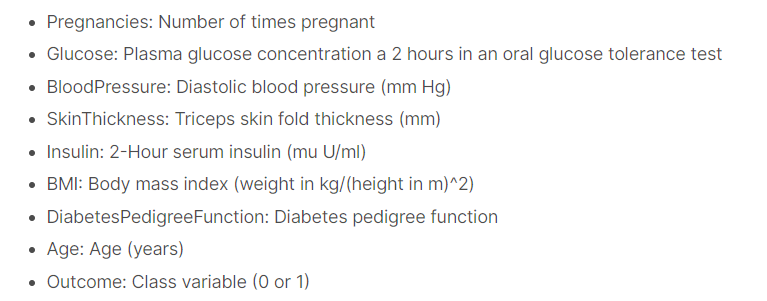 • Pregnancies: Number of times pregnant
• Glucose: Plasma glucose concentration a 2 hours in an oral glucose tolerance test
• BloodPressure: Diastolic blood pressure (mm Hg)
• SkinThickness: Triceps skin fold thickness (mm)
• Insulin: 2-Hour serum insulin (mu U/ml)
• BMI: Body mass index (weight in kg/(height in m)^2)
• DiabetesPedigreeFunction: Diabetes pedigree function
• Age: Age (years)
• Outcome: Class variable (0 or 1)